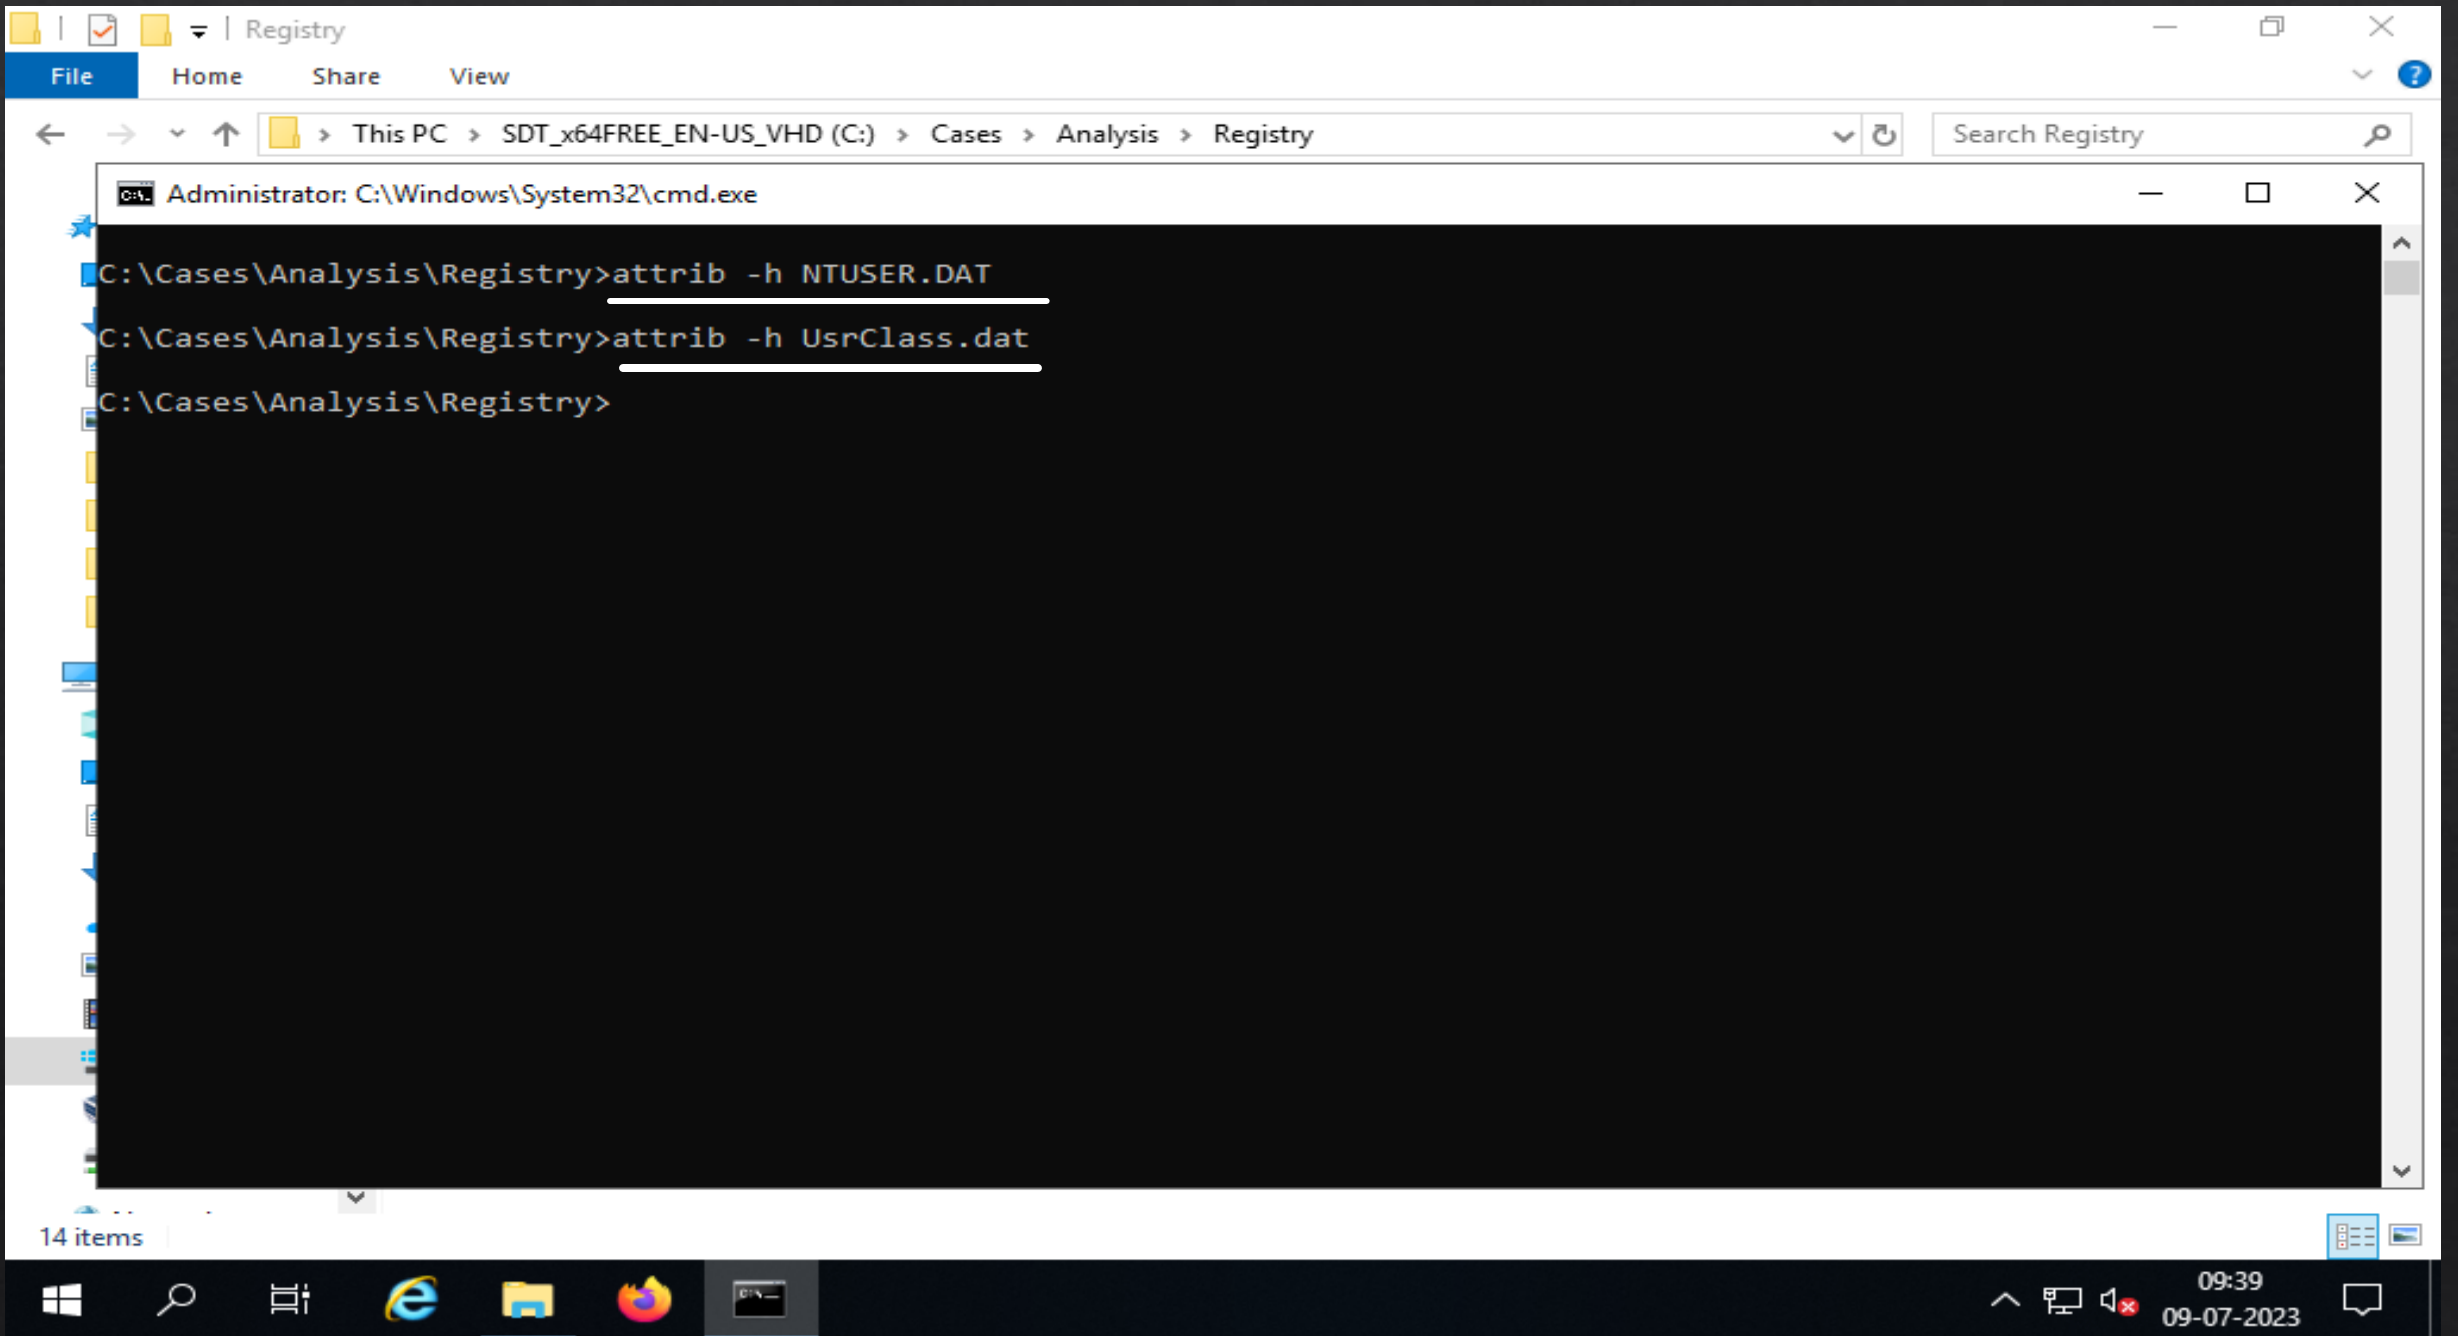 Registry
File Home Share View
This PC > SDT_x64FREE_EN-US_VHD (C:) > Cases > Analysis > Registry
Search Registry
Administrator: C:\Windows\System32\cmd.exe
C:\Cases\Analysis\Registry>attrib -h NTUSER.DAT
C:\Cases\Analysis\Registry>attrib -h UsrClass.dat
C:\Cases\Analysis\Registry>
14 items
09:39
09-07-2023